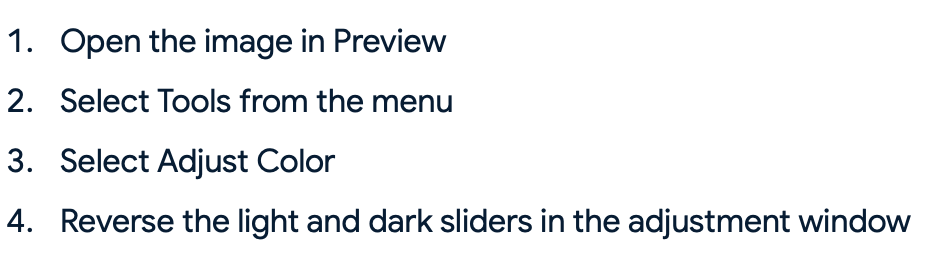 1. Open the image in Preview
2. Select Tools from the menu
3. Select Adjust Color
4. Reverse the light and dark sliders in the adjustment window